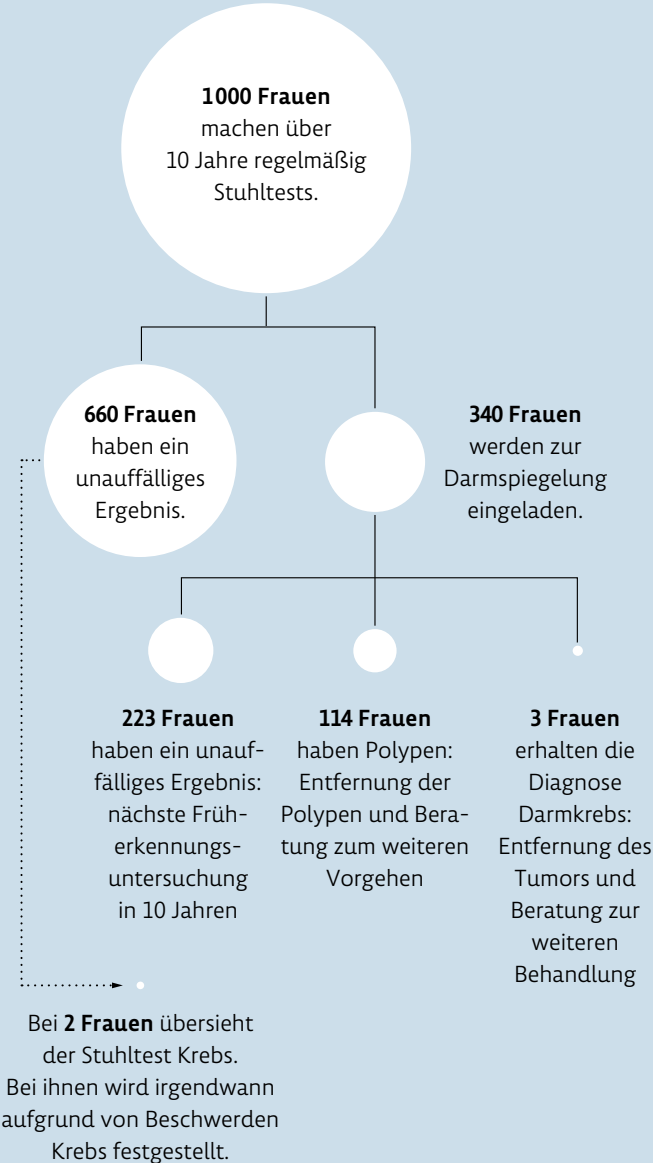 1000 Frauen
machen über
10 Jahre regelmäßig
Stuhltests.
660 Frauen
haben ein
unauffälliges
Ergebnis.
340 Frauen
werden zur
Darmspiegelung
eingeladen.
223 Frauen
haben ein unauf-
fälliges Ergebnis:
nächste Früh-
erkennungs-
untersuchung
in 10 Jahren
114 Frauen
haben Polypen:
Entfernung der
Polypen und Bera-
tung zum weiteren
Vorgehen
3 Frauen
erhalten die
Diagnose
Darmkrebs:
Entfernung des
Tumors und
Beratung zur
weiteren
Behandlung
Bei 2 Frauen übersieht
der Stuhltest Krebs.
Bei ihnen wird irgendwann
aufgrund von Beschwerden
Krebs festgestellt.